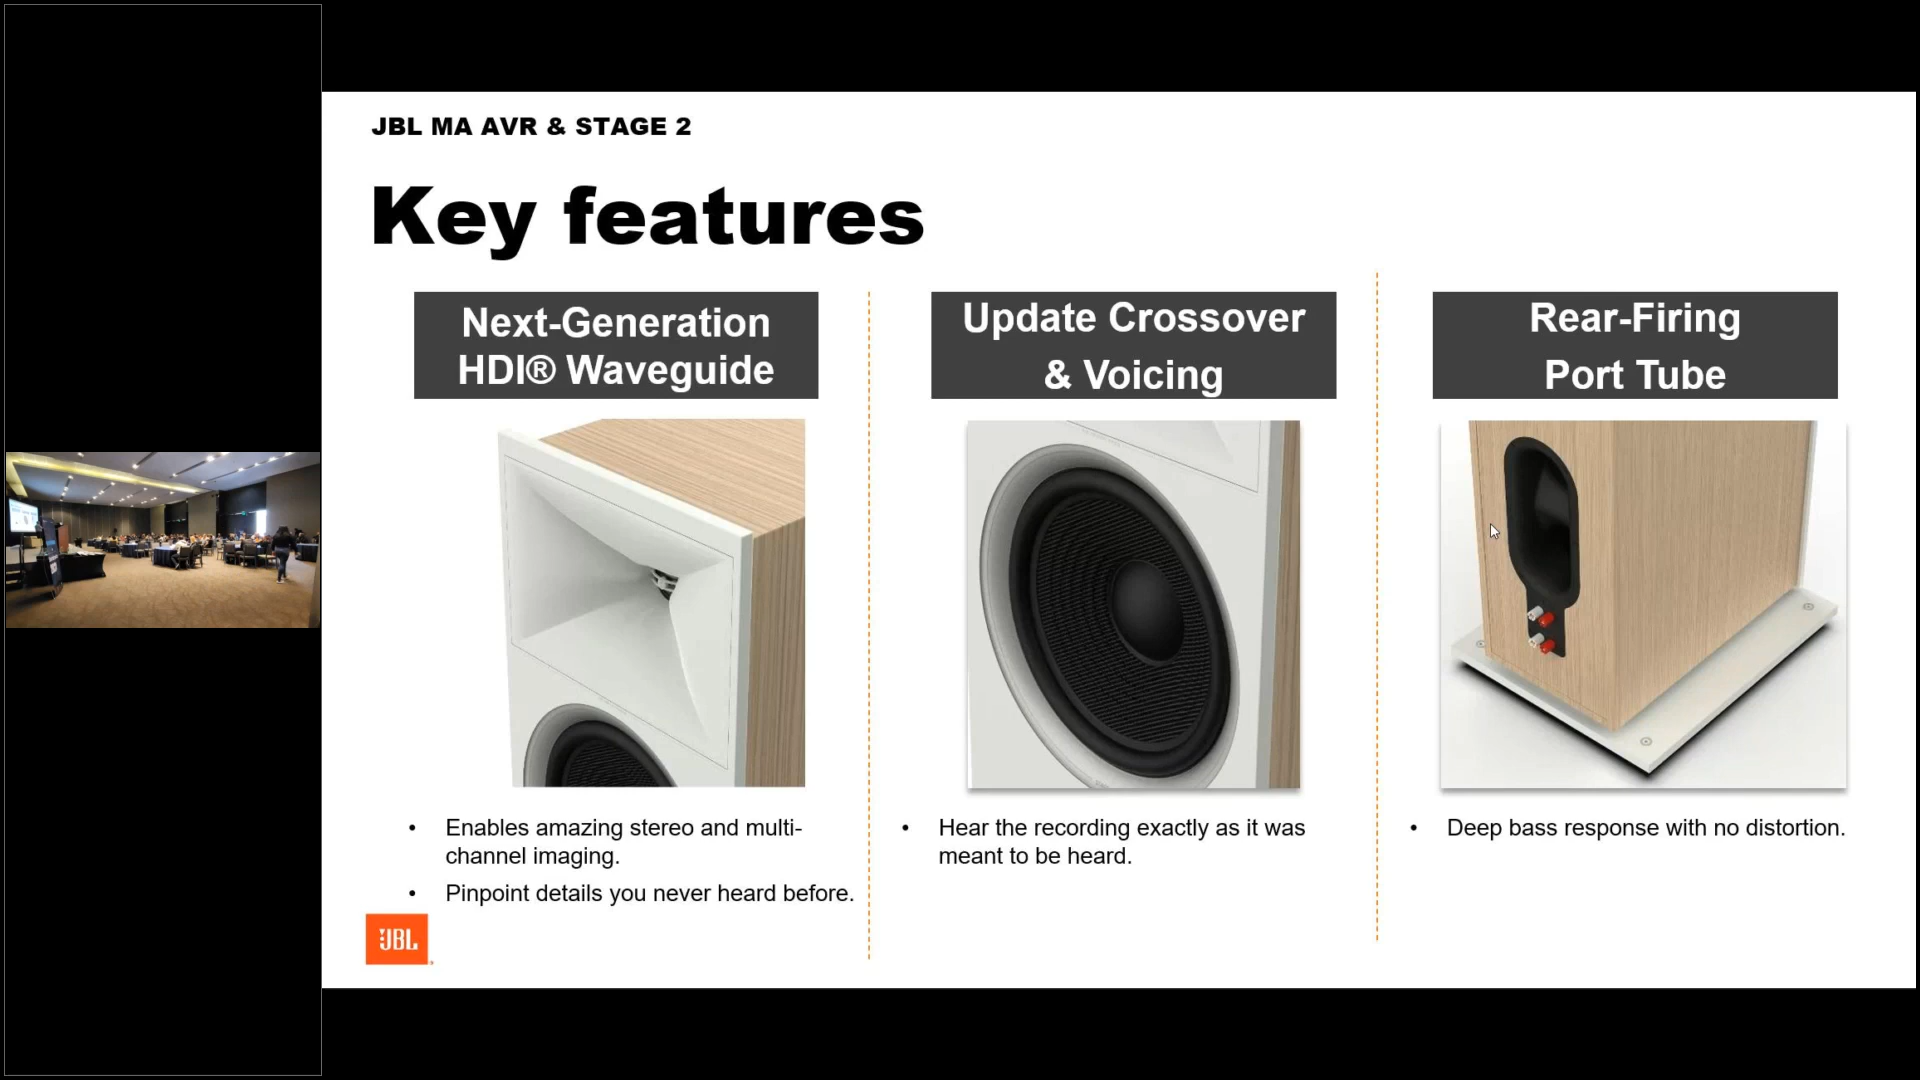 JBL MA AVR & STAGE 2
Key features
Next-Generation
HDI® Waveguide
Update Crossover
& Voicing
Rear-Firing
Port Tube
• Enables amazing stereo and multi-
channel imaging.
• Pinpoint details you never heard before.
• Hear the recording exactly as it was
meant to be heard.
• Deep bass response with no distortion.
JBL